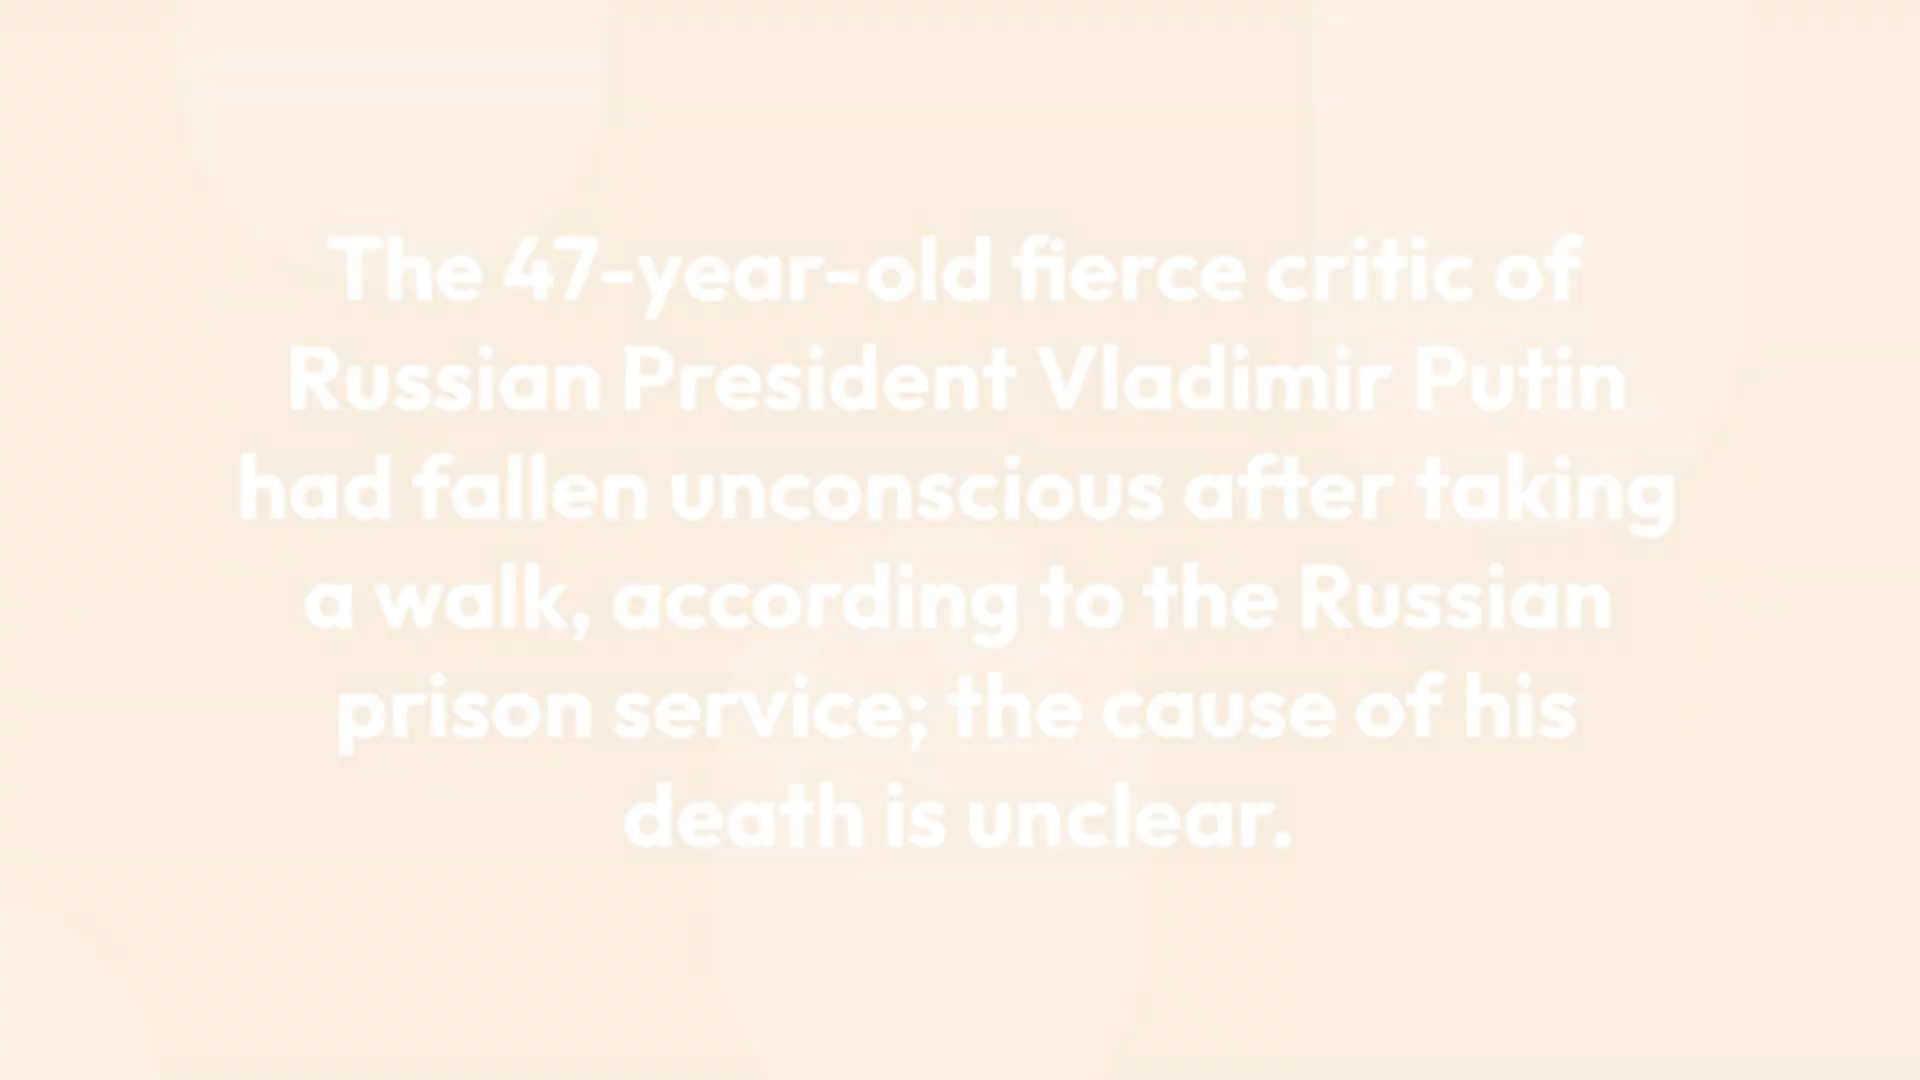 The 47-year-old fierce critic of
Russian President Vladimir Putin
had fallen unconscious after taking
a walk, according to the Russian
prison service; the cause of his
death is unclear.